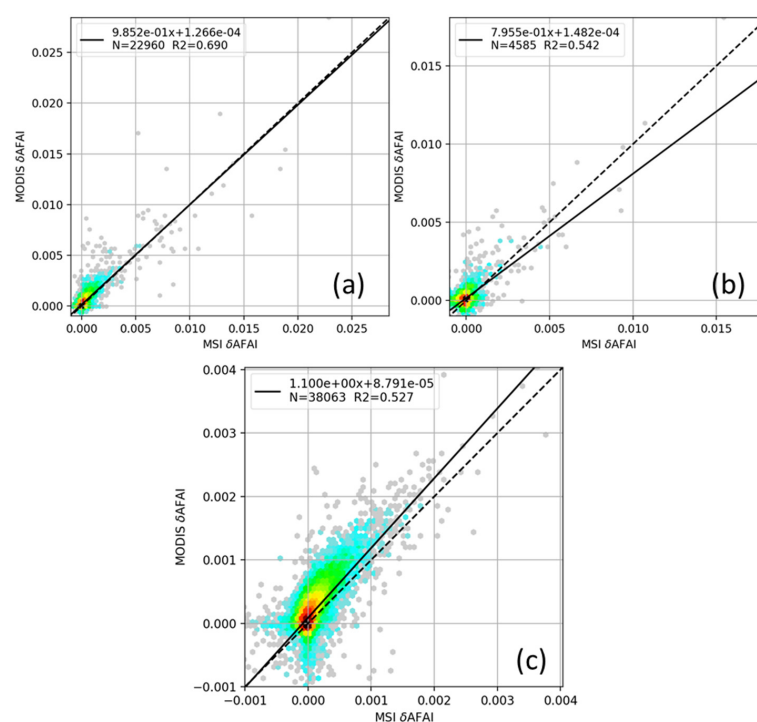 9.852e-01x+1.266e-04
N=22960 R2=0.690
0.025
0.020
0.015
0.010
0.005
0.000
MODIS δAFAI
0.000 0.005 0.010 0.015 0.020 0.025
MSI δAFAI
(a)
7.955e-01x+1.482e-04
N=4585 R2=0.542
0.015
0.010
0.005
0.000
MODIS δAFAI
0.000 0.005 0.010 0.015
MSI δAFAI
(b)
1.100e+00x+8.791e-05
N=38063 R2=0.527
0.004
0.003
0.002
0.001
0.000
−0.001
MODIS δAFAI
−0.001 0.000 0.001 0.002 0.003 0.004
MSI δAFAI
(c)